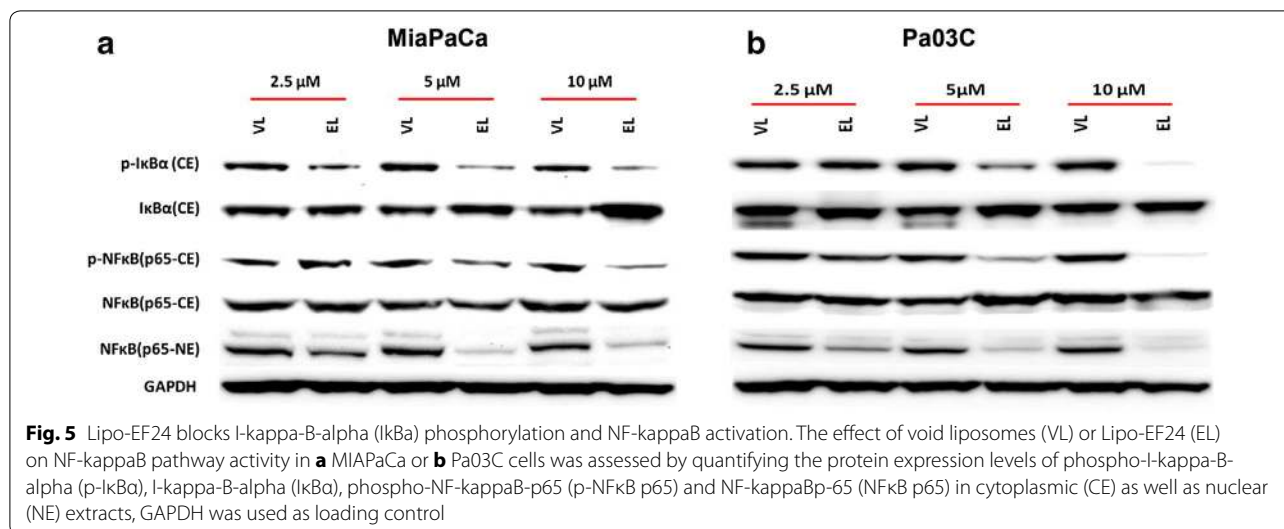 a MiaPaCa
b Pa03C
2.5 µM 5 µM 10 µM
2.5 µM 5µM 10 µM
VL EL VL EL VL EL
VL EL VL EL VL EL
p-IκBα (CE)
IκBα(CE)
p-NFκB(p65-CE)
NFκB(p65-CE)
NFκB(p65-NE)
GAPDH
Fig. 5 Lipo-EF24 blocks I-kappa-B-alpha (IkBa) phosphorylation and NF-kappaB activation. The effect of void liposomes (VL) or Lipo-EF24 (EL)
on NF-kappaB pathway activity in a MIAPaCa or b Pa03C cells was assessed by quantifying the protein expression levels of phospho-I-kappa-B-
alpha (p-IκBα), I-kappa-B-alpha (IκBα), phospho-NF-kappaB-p65 (p-NFκB p65) and NF-kappaBp-65 (NFκB p65) in cytoplasmic (CE) as well as nuclear
(NE) extracts, GAPDH was used as loading control